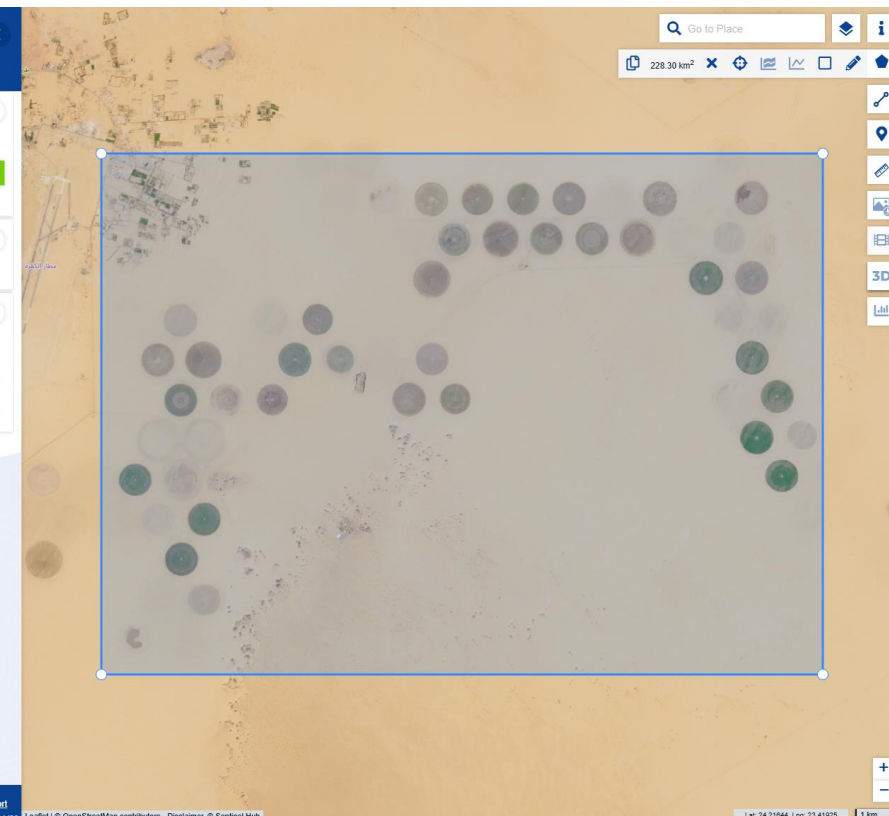 Go to Place
228.30 km²
3D
Leaflet | © OpenStreetMap contributors - Disclaimer, © Sentinel Hub
Lat: 24.21644, Lng: 23.41925
1 km